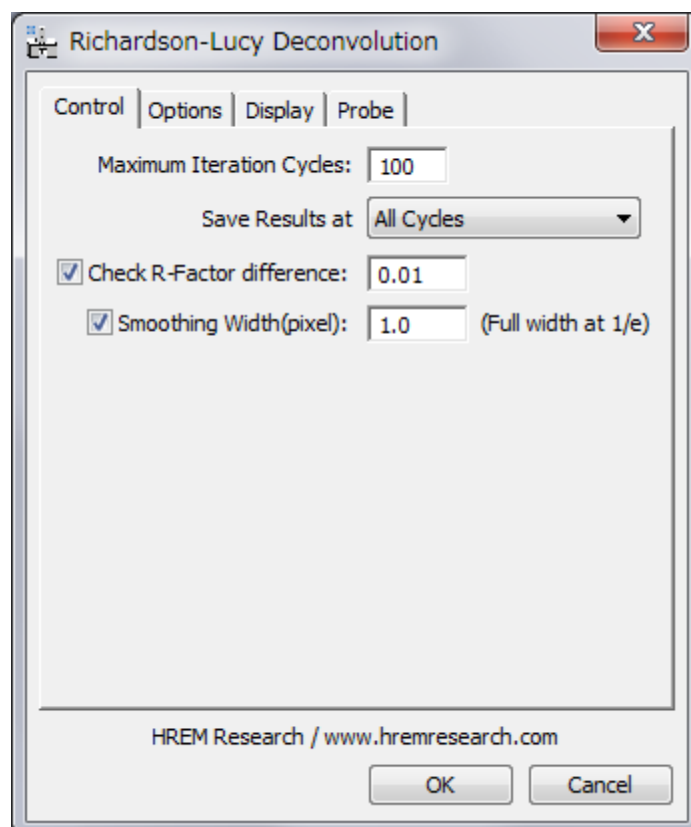 Richardson-Lucy Deconvolution
Control Options Display Probe
Maximum Iteration Cycles: 100
Save Results at All Cycles
Check R-Factor difference: 0.01
Smoothing Width(pixel): 1.0 (Full width at 1/e)
HREM Research / www.hremresearch.com
OK Cancel